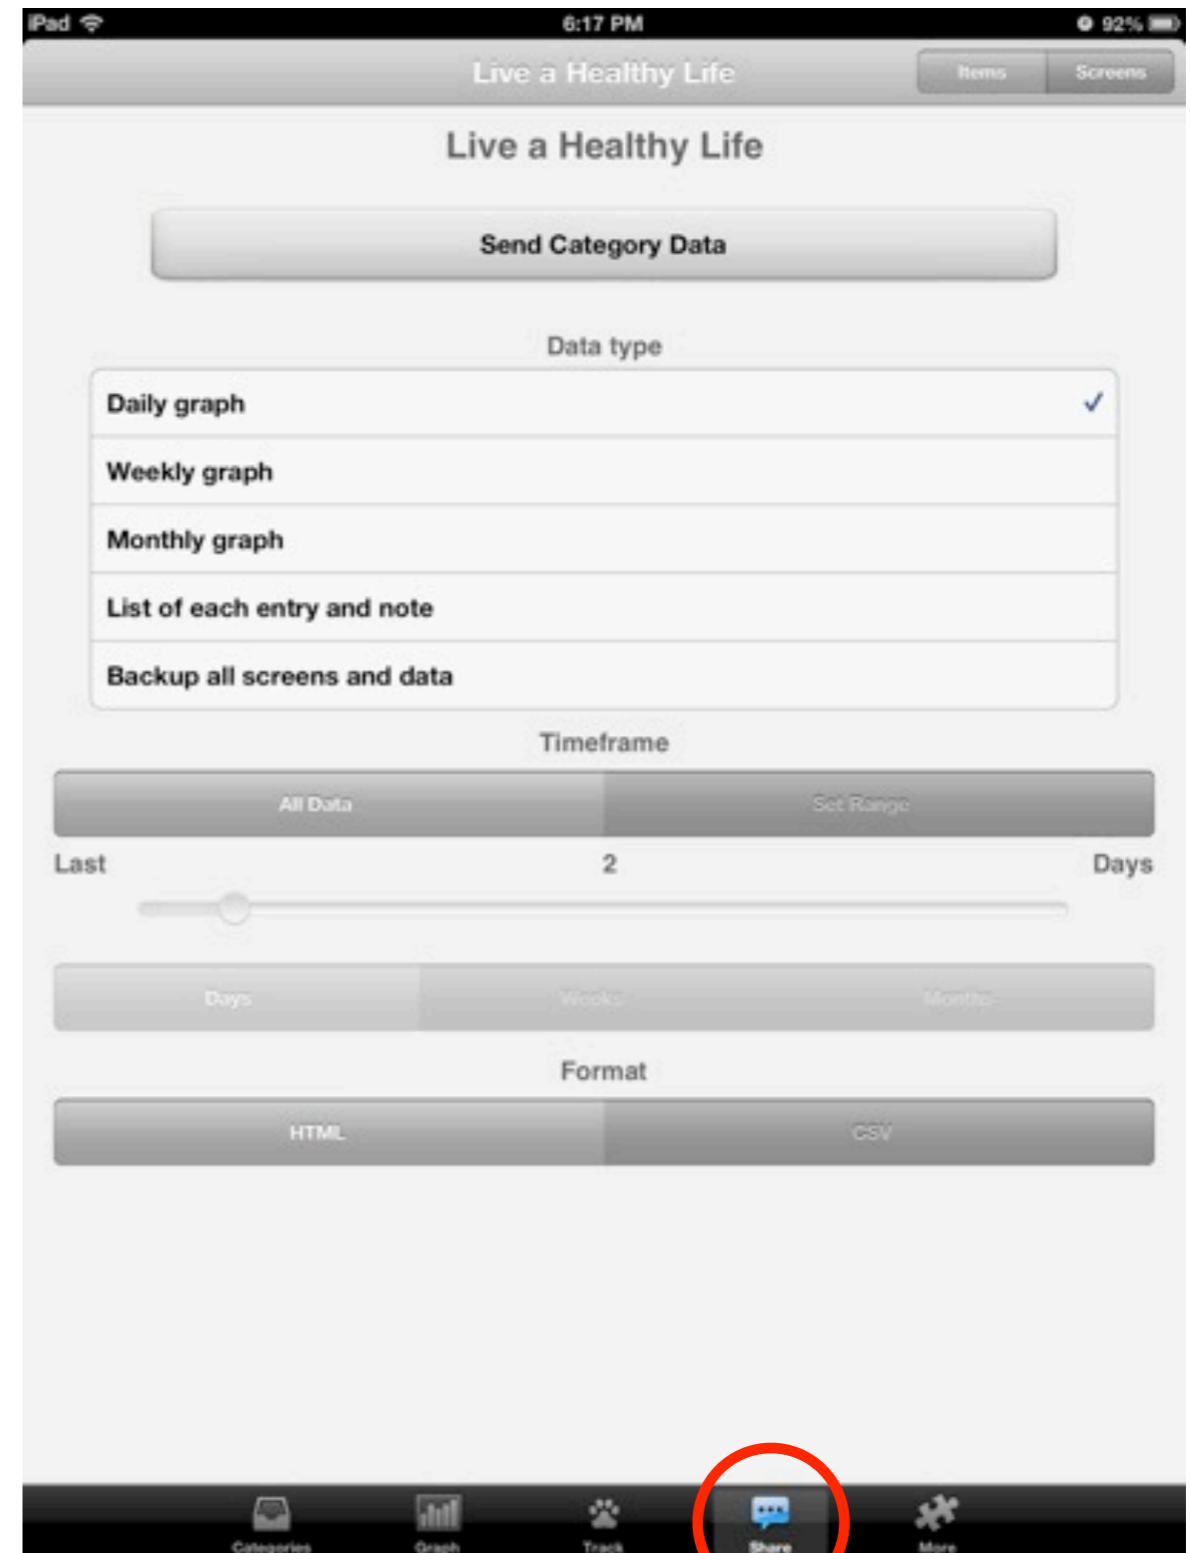 iPad 6:17 PM 92%
Live a Healthy Life Items Screens
Live a Healthy Life
Send Category Data
Data type
Daily graph
Weekly graph
Monthly graph
List of each entry and note
Backup all screens and data
Timeframe
All Data Set Range
Last 2 Days
Days Weeks Months
Format
HTML CSV
Categories Graph Track Share More